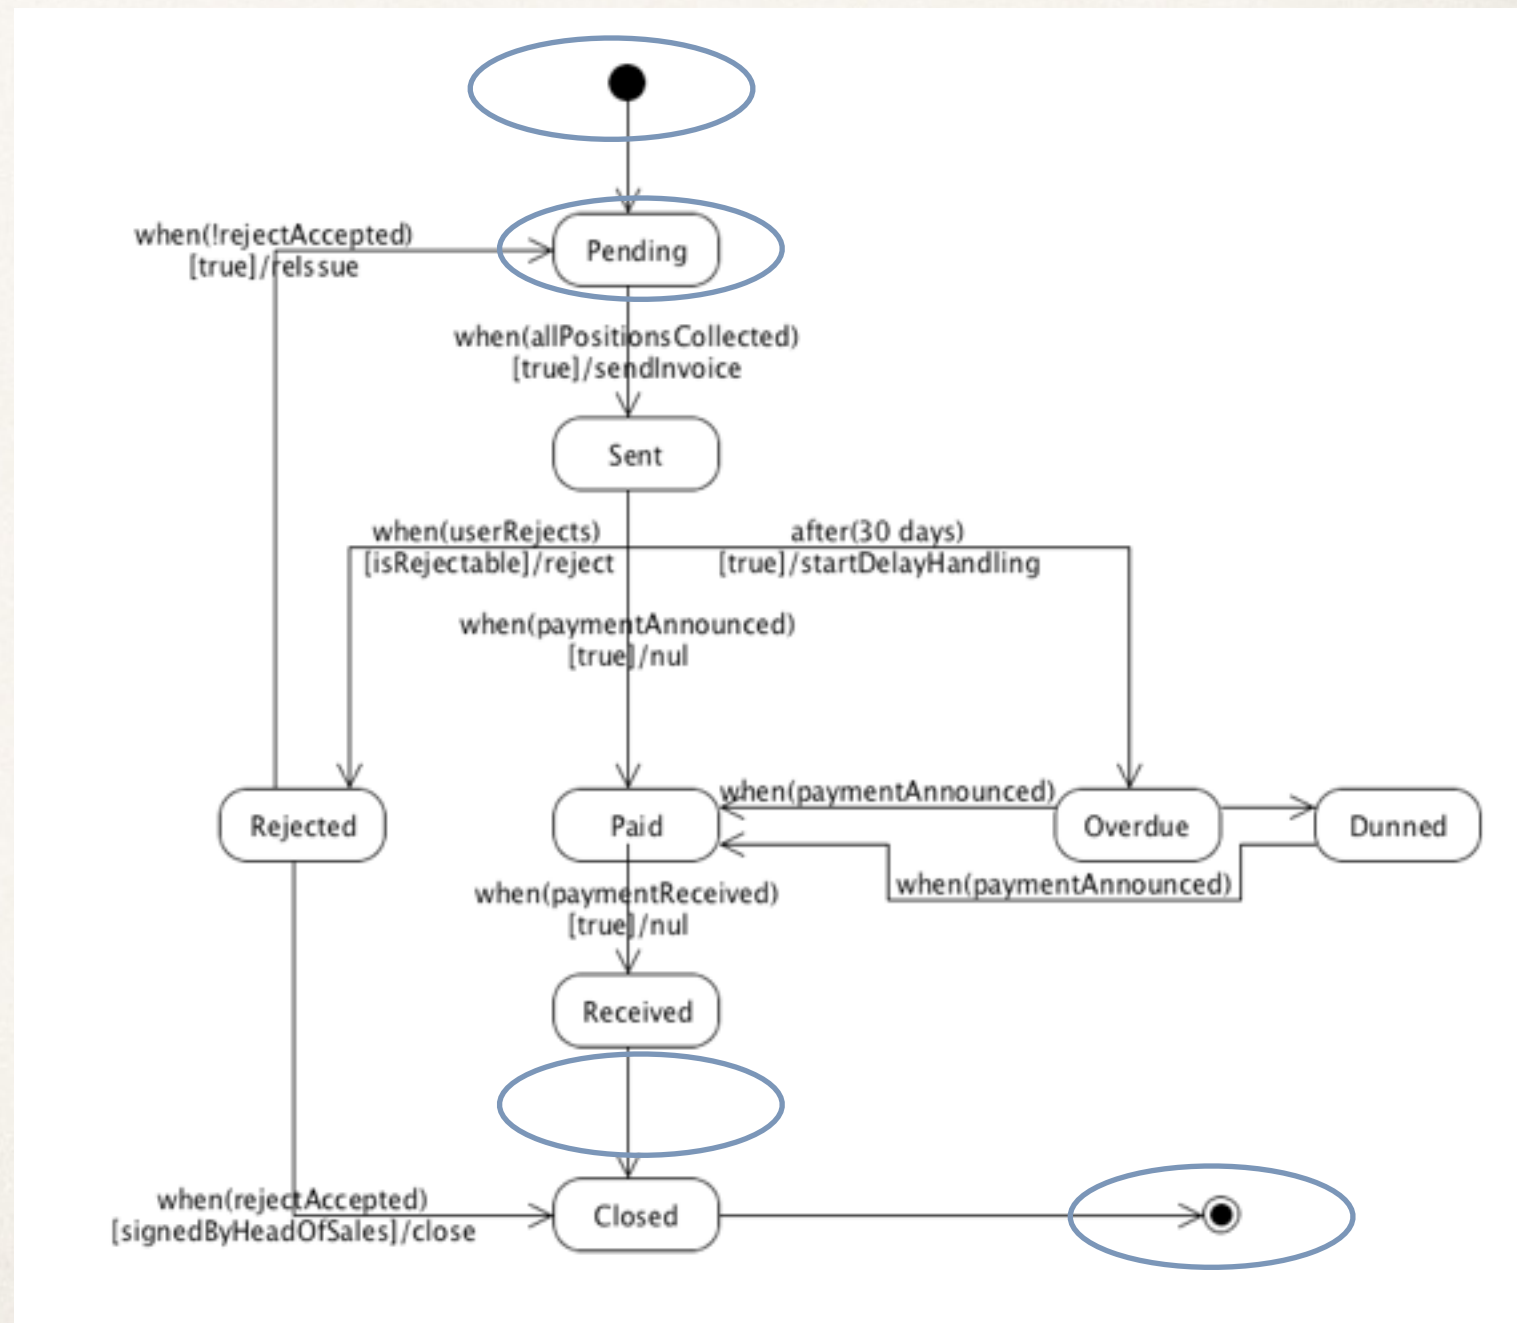 when(!rejectAccepted)
[true]/reIssue
Pending
when(allPositionsCollected)
[true]/sendInvoice
Sent
when(userRejects)
[isRejectable]/reject
after(30 days)
[true]/startDelayHandling
when(paymentAnnounced)
[true]/nul
Rejected
Paid
when(paymentAnnounced)
Overdue
Dunned
when(paymentAnnounced)
when(paymentReceived)
[true]/nul
Received
when(rejectAccepted)
[signedByHeadOfSales]/close
Closed